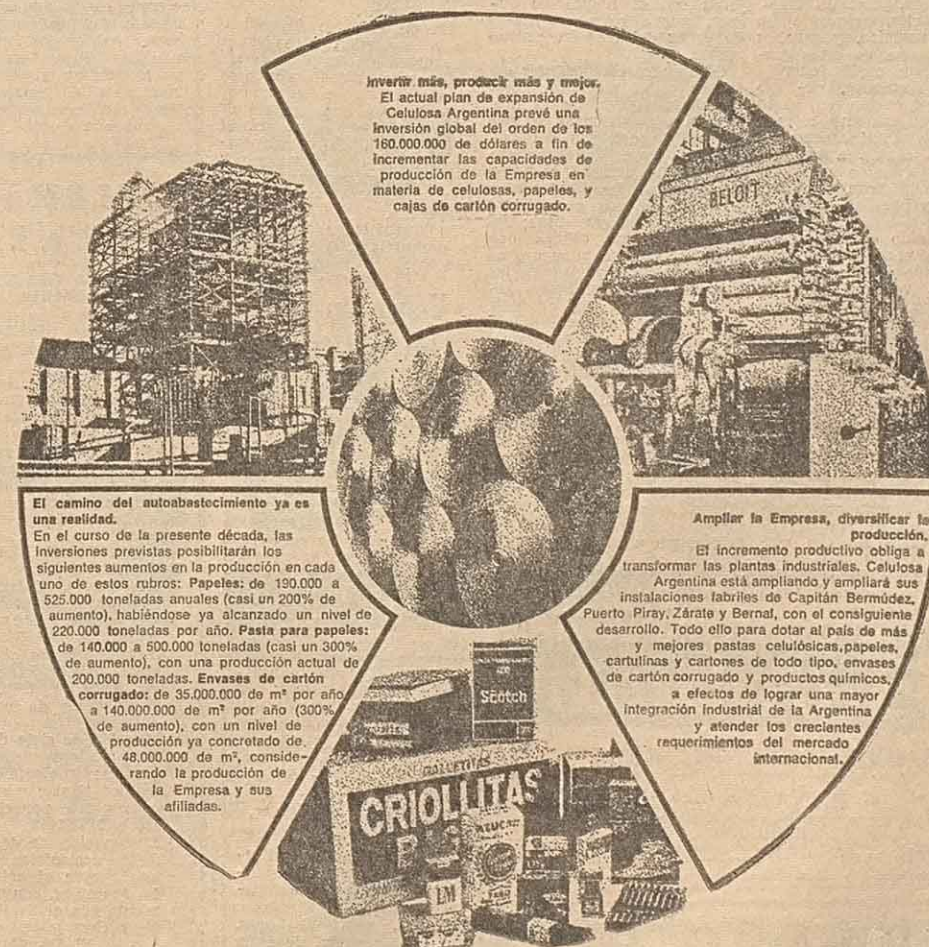 Invertir más, producir más y mejor.
El actual plan de expansión de
Celulosa Argentina prevé una
inversión global del orden de los
160.000.000 de dólares a fin de
incrementar las capacidades de
producción de la Empresa en
materia de celulosas, papeles, y
cajas de cartón corrugado.
BELOIT
El camino del autoabastecimiento ya es
una realidad.
En el curso de la presente década, las
inversiones previstas posibilitarán los
siguientes aumentos en la producción en cada
uno de estos rubros: Papeles: de 190.000 a
525.000 toneladas anuales (casi un 200% de
aumento), habiéndose ya alcanzado un nivel de
220.000 toneladas por año. Pasta para papeles:
de 140.000 a 500.000 toneladas (casi un 300%
de aumento), con una producción actual de
200.000 toneladas. Envases de cartón
corrugado: de 35.000.000 de m² por año
a 140.000.000 de m² por año (300%
de aumento), con un nivel de
producción ya concretado de
48.000.000 de m², conside-
rando la producción de
la Empresa y sus
afiliadas.
Ampliar la Empresa, diversificar la
producción.
El incremento productivo obliga a
transformar las plantas industriales. Celulosa
Argentina está ampliando y ampliará sus
instalaciones fabriles de Capitán Bermúdez,
Puerto Piray, Zárate y Bernal, con el consiguiente
desarrollo. Todo ello para dotar al país de más
y mejores pastas celulósicas, papeles,
cartulinas y cartones de todo tipo, envases
de cartón corrugado y productos químicos,
a efectos de lograr una mayor
integración industrial de la Argentina
y atender los crecientes
requerimientos del mercado
internacional.
Scotch
GALLETITAS
CRIOLLITAS
AZUCAR
L&M